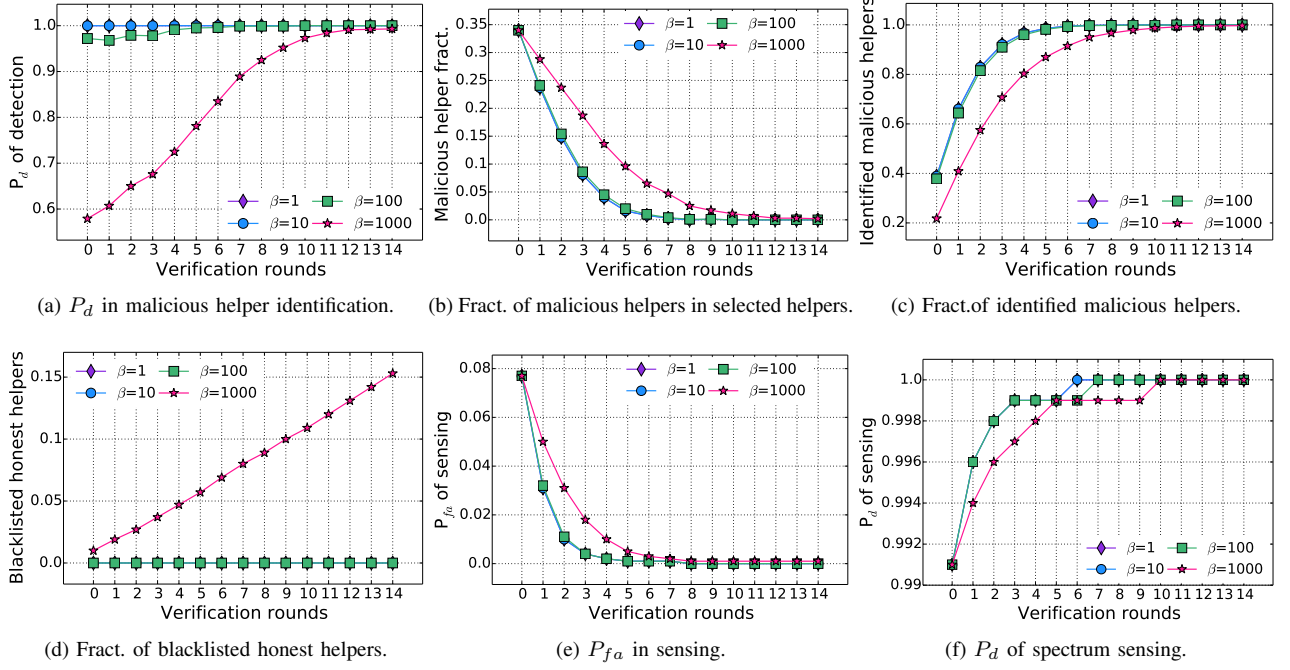 P_d of detection
1.0
0.9
0.8
0.7
0.6
β=1
β=10
β=100
β=1000
0 1 2 3 4 5 6 7 8 9 10 11 12 13 14
Verification rounds
(a) P_d in malicious helper identification.
Malicious helper fract.
0.35
0.30
0.25
0.20
0.15
0.10
0.05
0.0
β=1
β=10
β=100
β=1000
0 1 2 3 4 5 6 7 8 9 10 11 12 13 14
Verification rounds
(b) Fract. of malicious helpers in selected helpers.
Identified malicious helpers
1.0
0.8
0.6
0.4
0.2
β=1
β=10
β=100
β=1000
0 1 2 3 4 5 6 7 8 9 10 11 12 13 14
Verification rounds
(c) Fract.of identified malicious helpers.
Blacklisted honest helpers
0.15
0.1
0.05
0.0
β=1
β=10
β=100
β=1000
0 1 2 3 4 5 6 7 8 9 10 11 12 13 14
Verification rounds
(d) Fract. of blacklisted honest helpers.
P_fa of sensing
0.08
0.06
0.04
0.02
0.0
β=1
β=10
β=100
β=1000
0 1 2 3 4 5 6 7 8 9 10 11 12 13 14
Verification rounds
(e) P_fa in sensing.
P_d of sensing
1.0
0.998
0.996
0.994
0.992
0.99
β=1
β=10
β=100
β=1000
0 1 2 3 4 5 6 7 8 9 10 11 12 13 14
Verification rounds
(f) P_d of spectrum sensing.